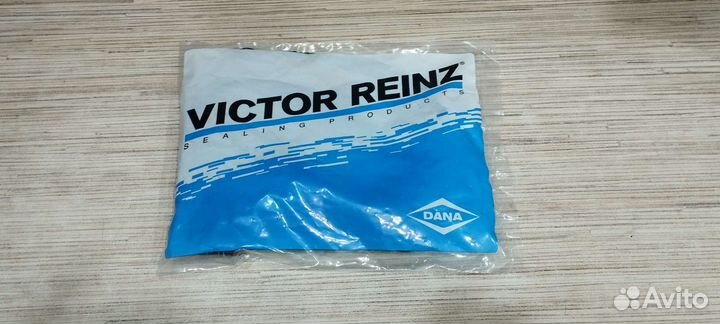 VICTOR REINZ®
SEALING PRODUCTS
DANA
Avito